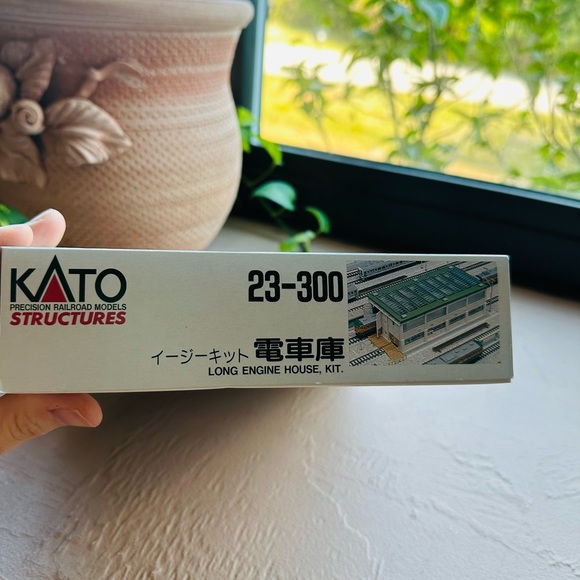 KATO
PRECISION RAILROAD MODELS
STRUCTURES
23-300
イージーキット 電車庫
LONG ENGINE HOUSE, KIT.